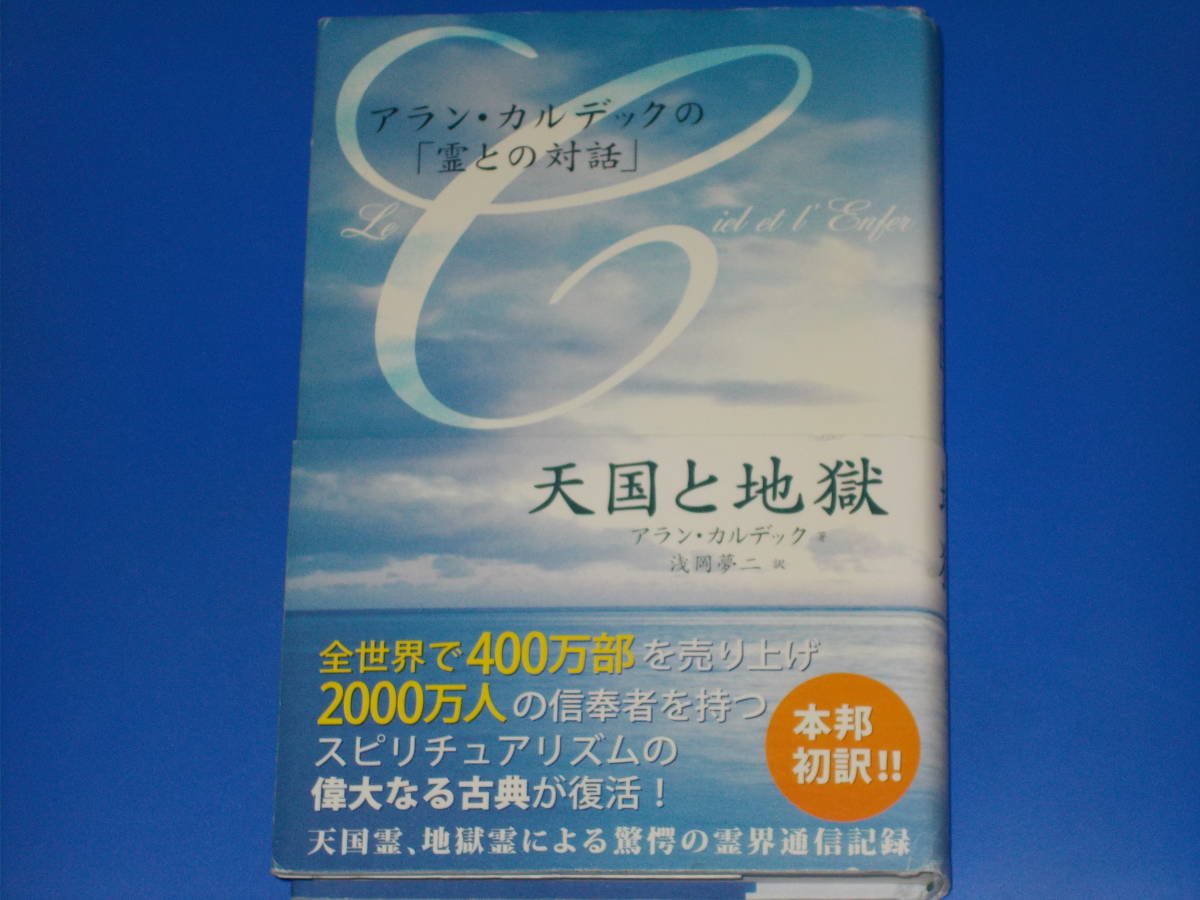 アラン・カルデックの
「霊との対話」
Le Ciel et l'Enfer
天国と地獄
アラン・カルデック 著
浅岡夢二 訳
全世界で400万部を売り上げ
2000万人の信奉者を持つ
スピリチュアリズムの
偉大なる古典が復活！
本邦
初訳!!
天国霊、地獄霊による驚愕の霊界通信記録